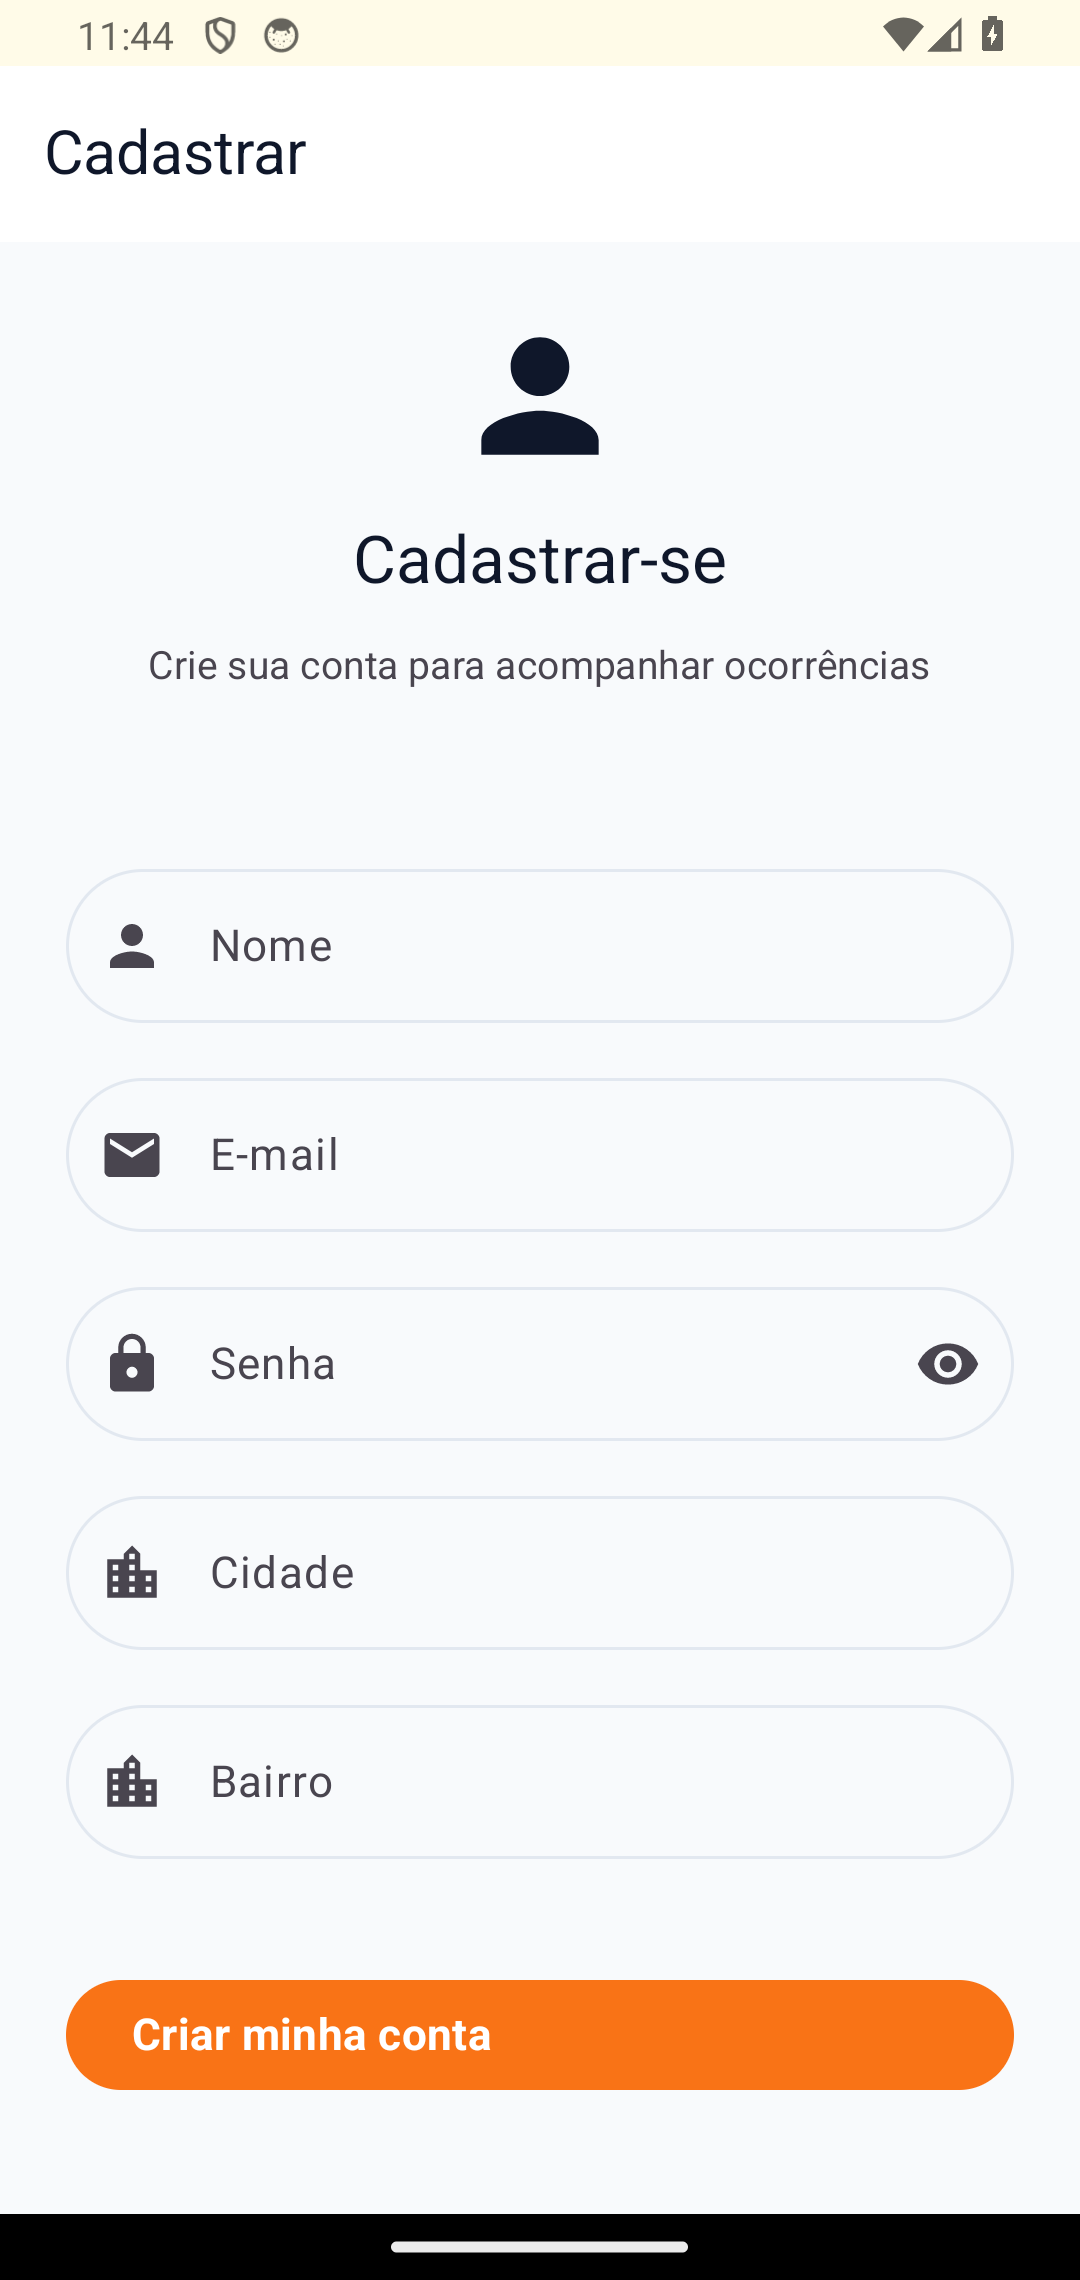 11:44
Cadastrar
Cadastrar-se
Crie sua conta para acompanhar ocorrências
Nome
E-mail
Senha
Cidade
Bairro
Criar minha conta